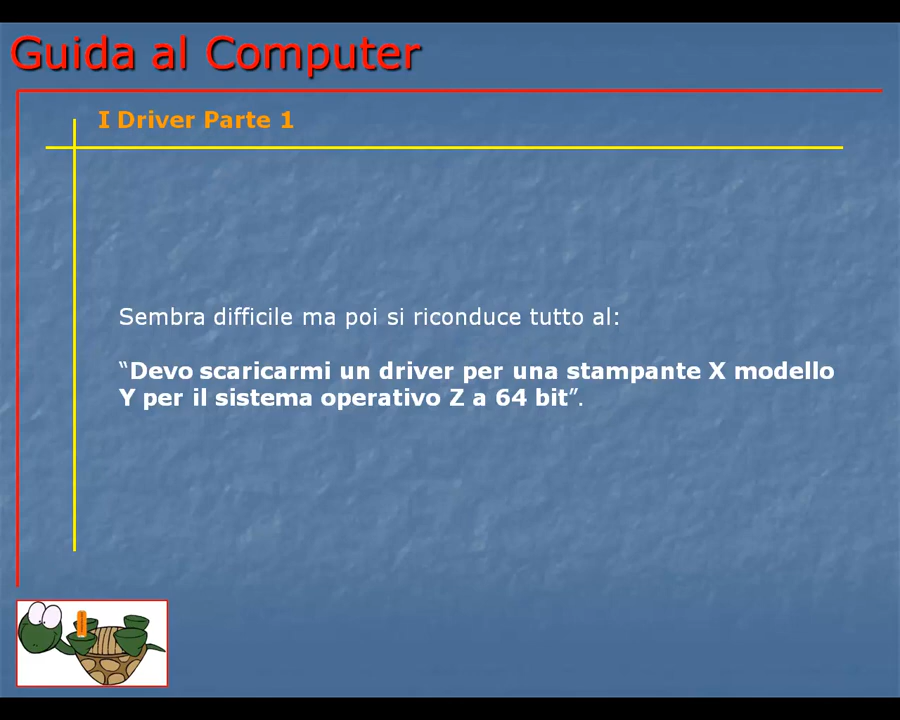 Guida al Computer
I Driver Parte 1
Sembra difficile ma poi si riconduce tutto al:
“Devo scaricarmi un driver per una stampante X modello
Y per il sistema operativo Z a 64 bit”.